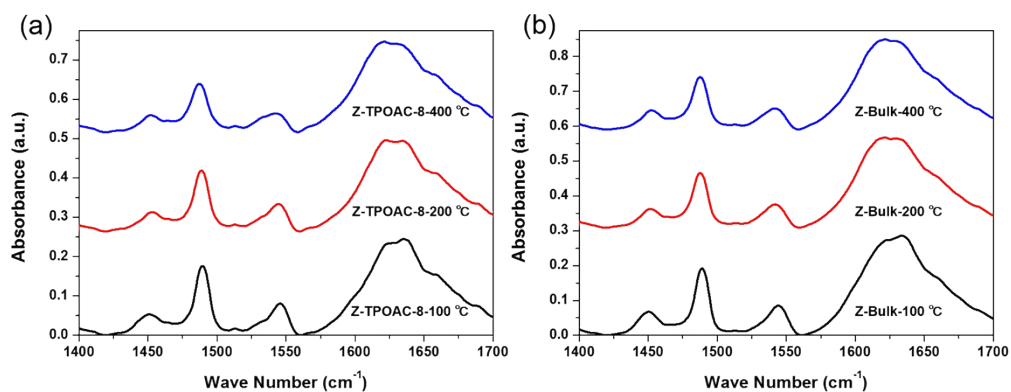 (a)
Absorbance (a.u.)
0.7
0.6
0.5
0.4
0.3
0.2
0.1
0.0
Z-TPOAC-8-400 °C
Z-TPOAC-8-200 °C
Z-TPOAC-8-100 °C
1400 1450 1500 1550 1600 1650 1700
Wave Number (cm⁻¹)
(b)
Absorbance (a.u.)
0.8
0.7
0.6
0.5
0.4
0.3
0.2
0.1
0.0
Z-Bulk-400 °C
Z-Bulk-200 °C
Z-Bulk-100 °C
1400 1450 1500 1550 1600 1650 1700
Wave Number (cm⁻¹)